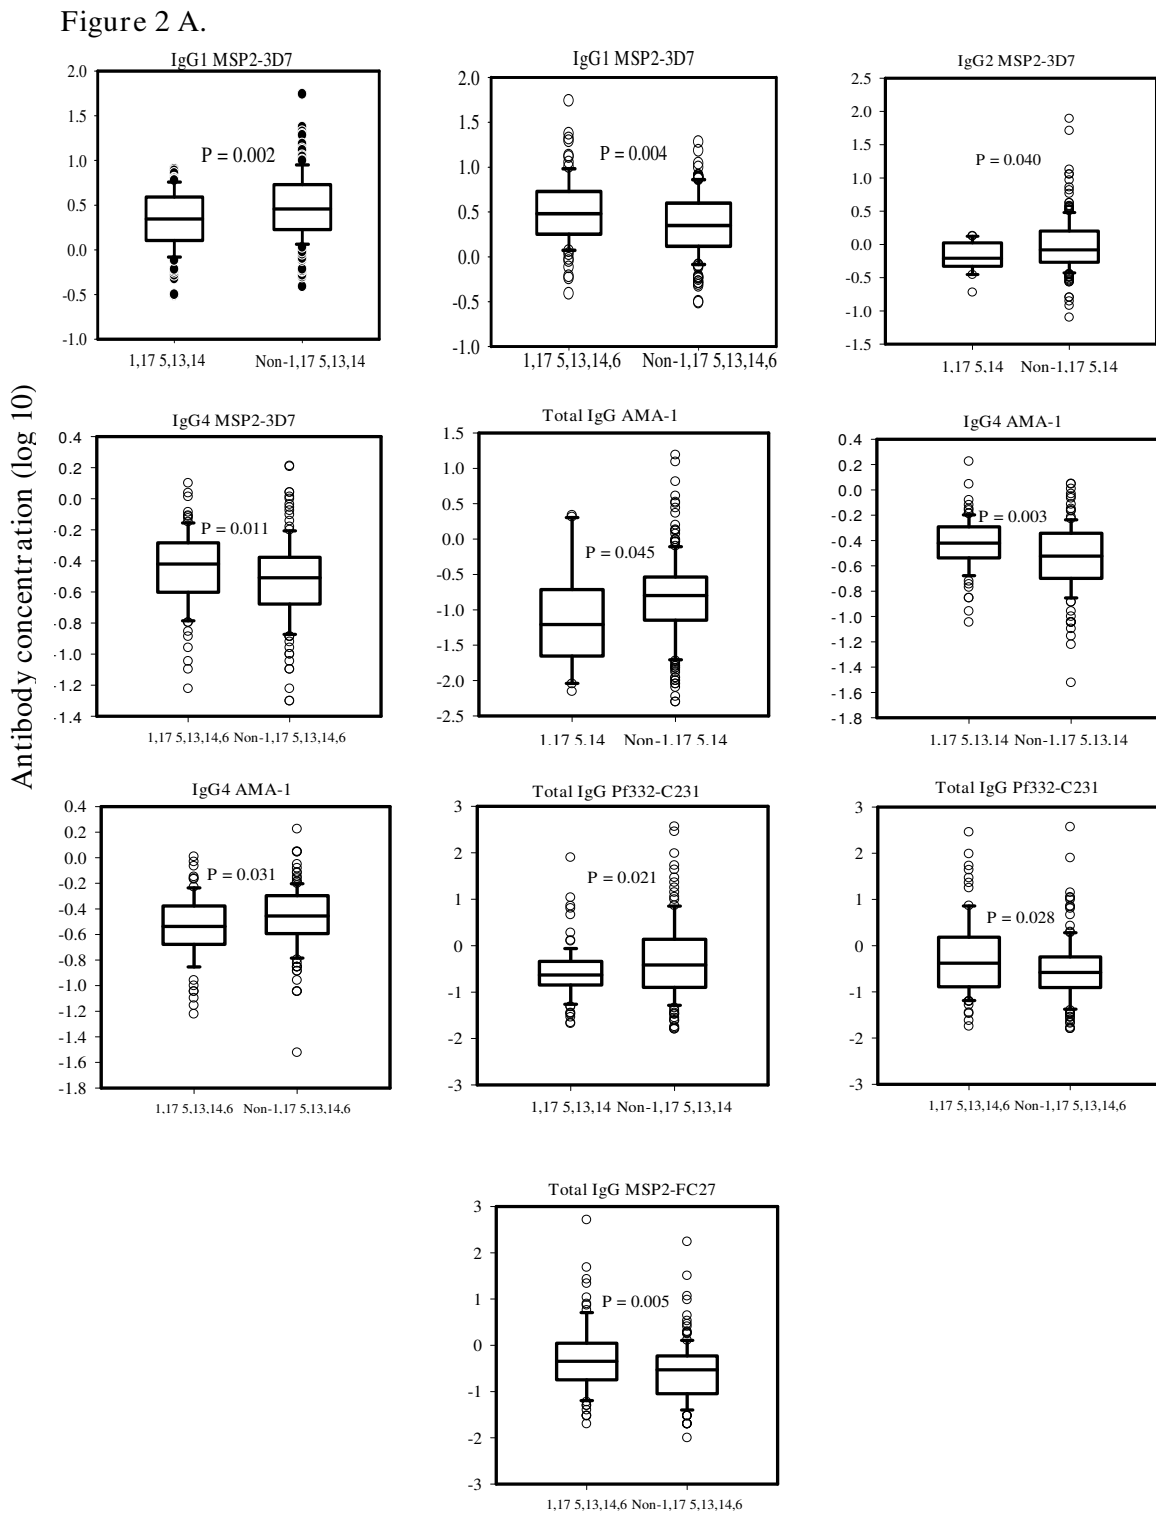 Figure 2 A.
IgG1 MSP2-3D7
2.0
1.5
1.0
0.5
0.0
-0.5
-1.0
P = 0.002
1,17 5,13,14 Non-1,17 5,13,14
IgG1 MSP2-3D7
2.0
1.5
1.0
0.5
0.0
-0.5
-1.0
P = 0.004
1,17 5,13,14,6 Non-1,17 5,13,14,6
IgG2 MSP2-3D7
2.5
2.0
1.5
1.0
0.5
0.0
-0.5
-1.0
-1.5
P = 0.040
1,17 5,14 Non-1,17 5,14
Antibody concentration (log 10)
IgG4 MSP2-3D7
0.4
0.2
0.0
-0.2
-0.4
-0.6
-0.8
-1.0
-1.2
-1.4
P = 0.011
1,17 5,13,14,6 Non-1,17 5,13,14,6
Total IgG AMA-1
1.5
1.0
0.5
0.0
-0.5
-1.0
-1.5
-2.0
-2.5
P = 0.045
1,17 5,14 Non-1,17 5,14
IgG4 AMA-1
0.4
0.2
0.0
-0.2
-0.4
-0.6
-0.8
-1.0
-1.2
-1.4
-1.6
-1.8
P = 0.003
1,17 5,13,14 Non-1,17 5,13,14
IgG4 AMA-1
0.4
0.2
0.0
-0.2
-0.4
-0.6
-0.8
-1.0
-1.2
-1.4
-1.6
-1.8
P = 0.031
1,17 5,13,14,6 Non-1,17 5,13,14,6
Total IgG Pf332-C231
3
2
1
0
-1
-2
-3
P = 0.021
1,17 5,13,14 Non-1,17 5,13,14
Total IgG Pf332-C231
3
2
1
0
-1
-2
-3
P = 0.028
1,17 5,13,14,6 Non-1,17 5,13,14,6
Total IgG MSP2-FC27
3
2
1
0
-1
-2
-3
P = 0.005
1,17 5,13,14,6 Non-1,17 5,13,14,6